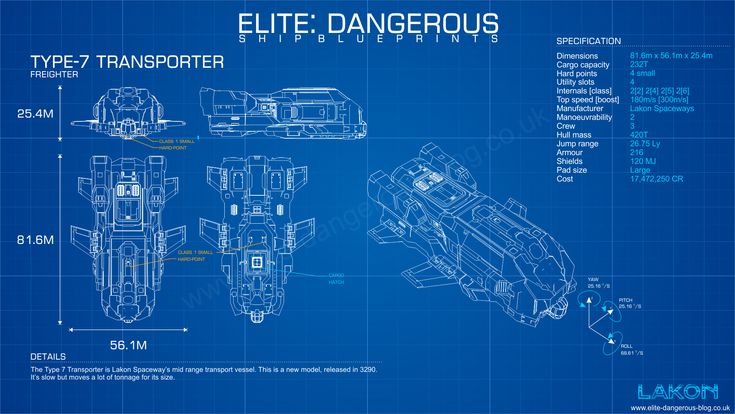 ELITE: DANGEROUS
SHIPBLUEPRINTS
TYPE-7 TRANSPORTER
FREIGHTER
SPECIFICATION
Dimensions 81.6m x 56.1m x 25.4m
Cargo capacity 232T
Hard points 4 small
Utility slots 4
Internals [class] 2[2] 2[4] 2[5] 2[6]
Top speed [boost] 180m/s [300m/s]
Manufacturer Lakon Spaceways
Manoeuvrability 2
Crew 3
Hull mass 420T
Jump range 26.75 Ly
Armour 216
Shields 120 MJ
Pad size Large
Cost 17,472,250 CR
25.4M
CLASS 1 SMALL
HARD-POINT
81.6M
CLASS 1 SMALL
HARD-POINT
CARGO
HATCH
56.1M
YAW
25.16 °/S
PITCH
25.16 °/S
ROLL
68.61 °/S
DETAILS
The Type 7 Transporter is Lakon Spaceway's mid range transport vessel. This is a new model, released in 3290.
It's slow but moves a lot of tonnage for its size.
LAKON
www.elite-dangerous-blog.co.uk